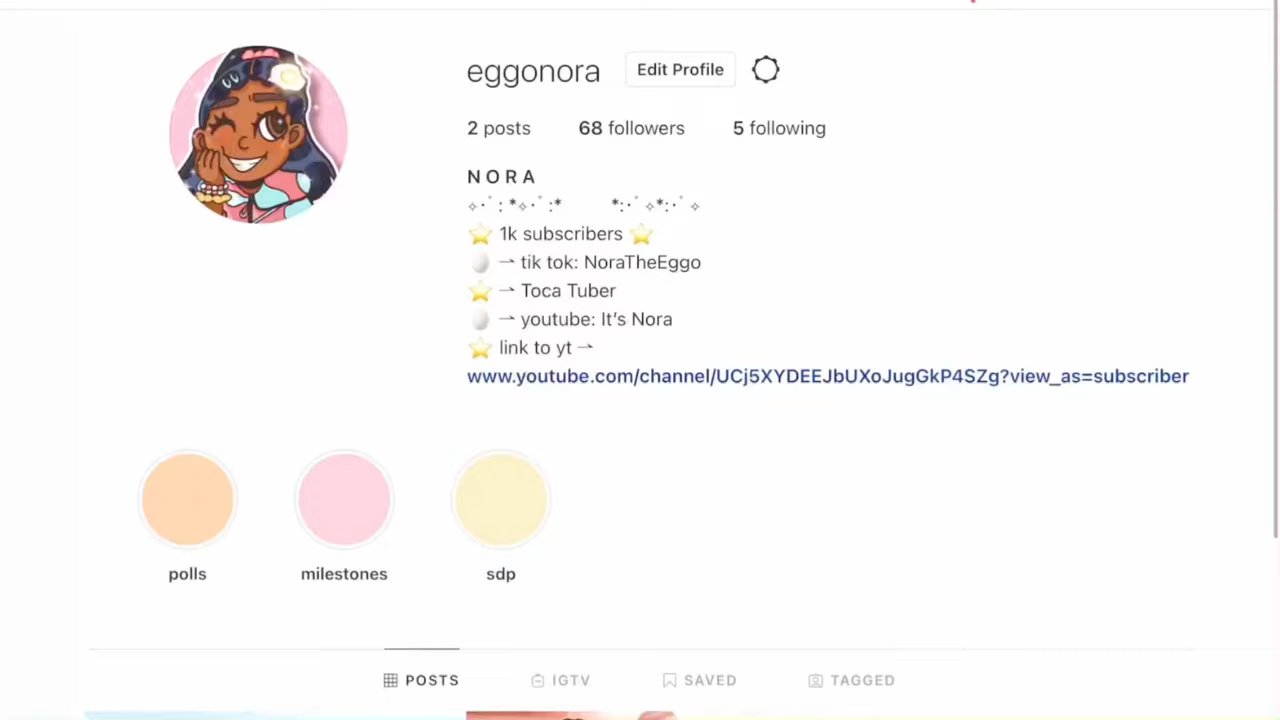 eggonora Edit Profile
2 posts 68 followers 5 following
NORA
✧･ﾟ: *✧･ﾟ:* *:･ﾟ✧*:･ﾟ✧
⭐ 1k subscribers ⭐
🥚 ⇀ tik tok: NoraTheEggo
⭐ ⇀ Toca Tuber
🥚 ⇀ youtube: It’s Nora
⭐ link to yt ⇀
www.youtube.com/channel/UCj5XYDEEJbUXoJugGkP4SZg?view_as=subscriber
polls milestones sdp
POSTS IGTV SAVED TAGGED